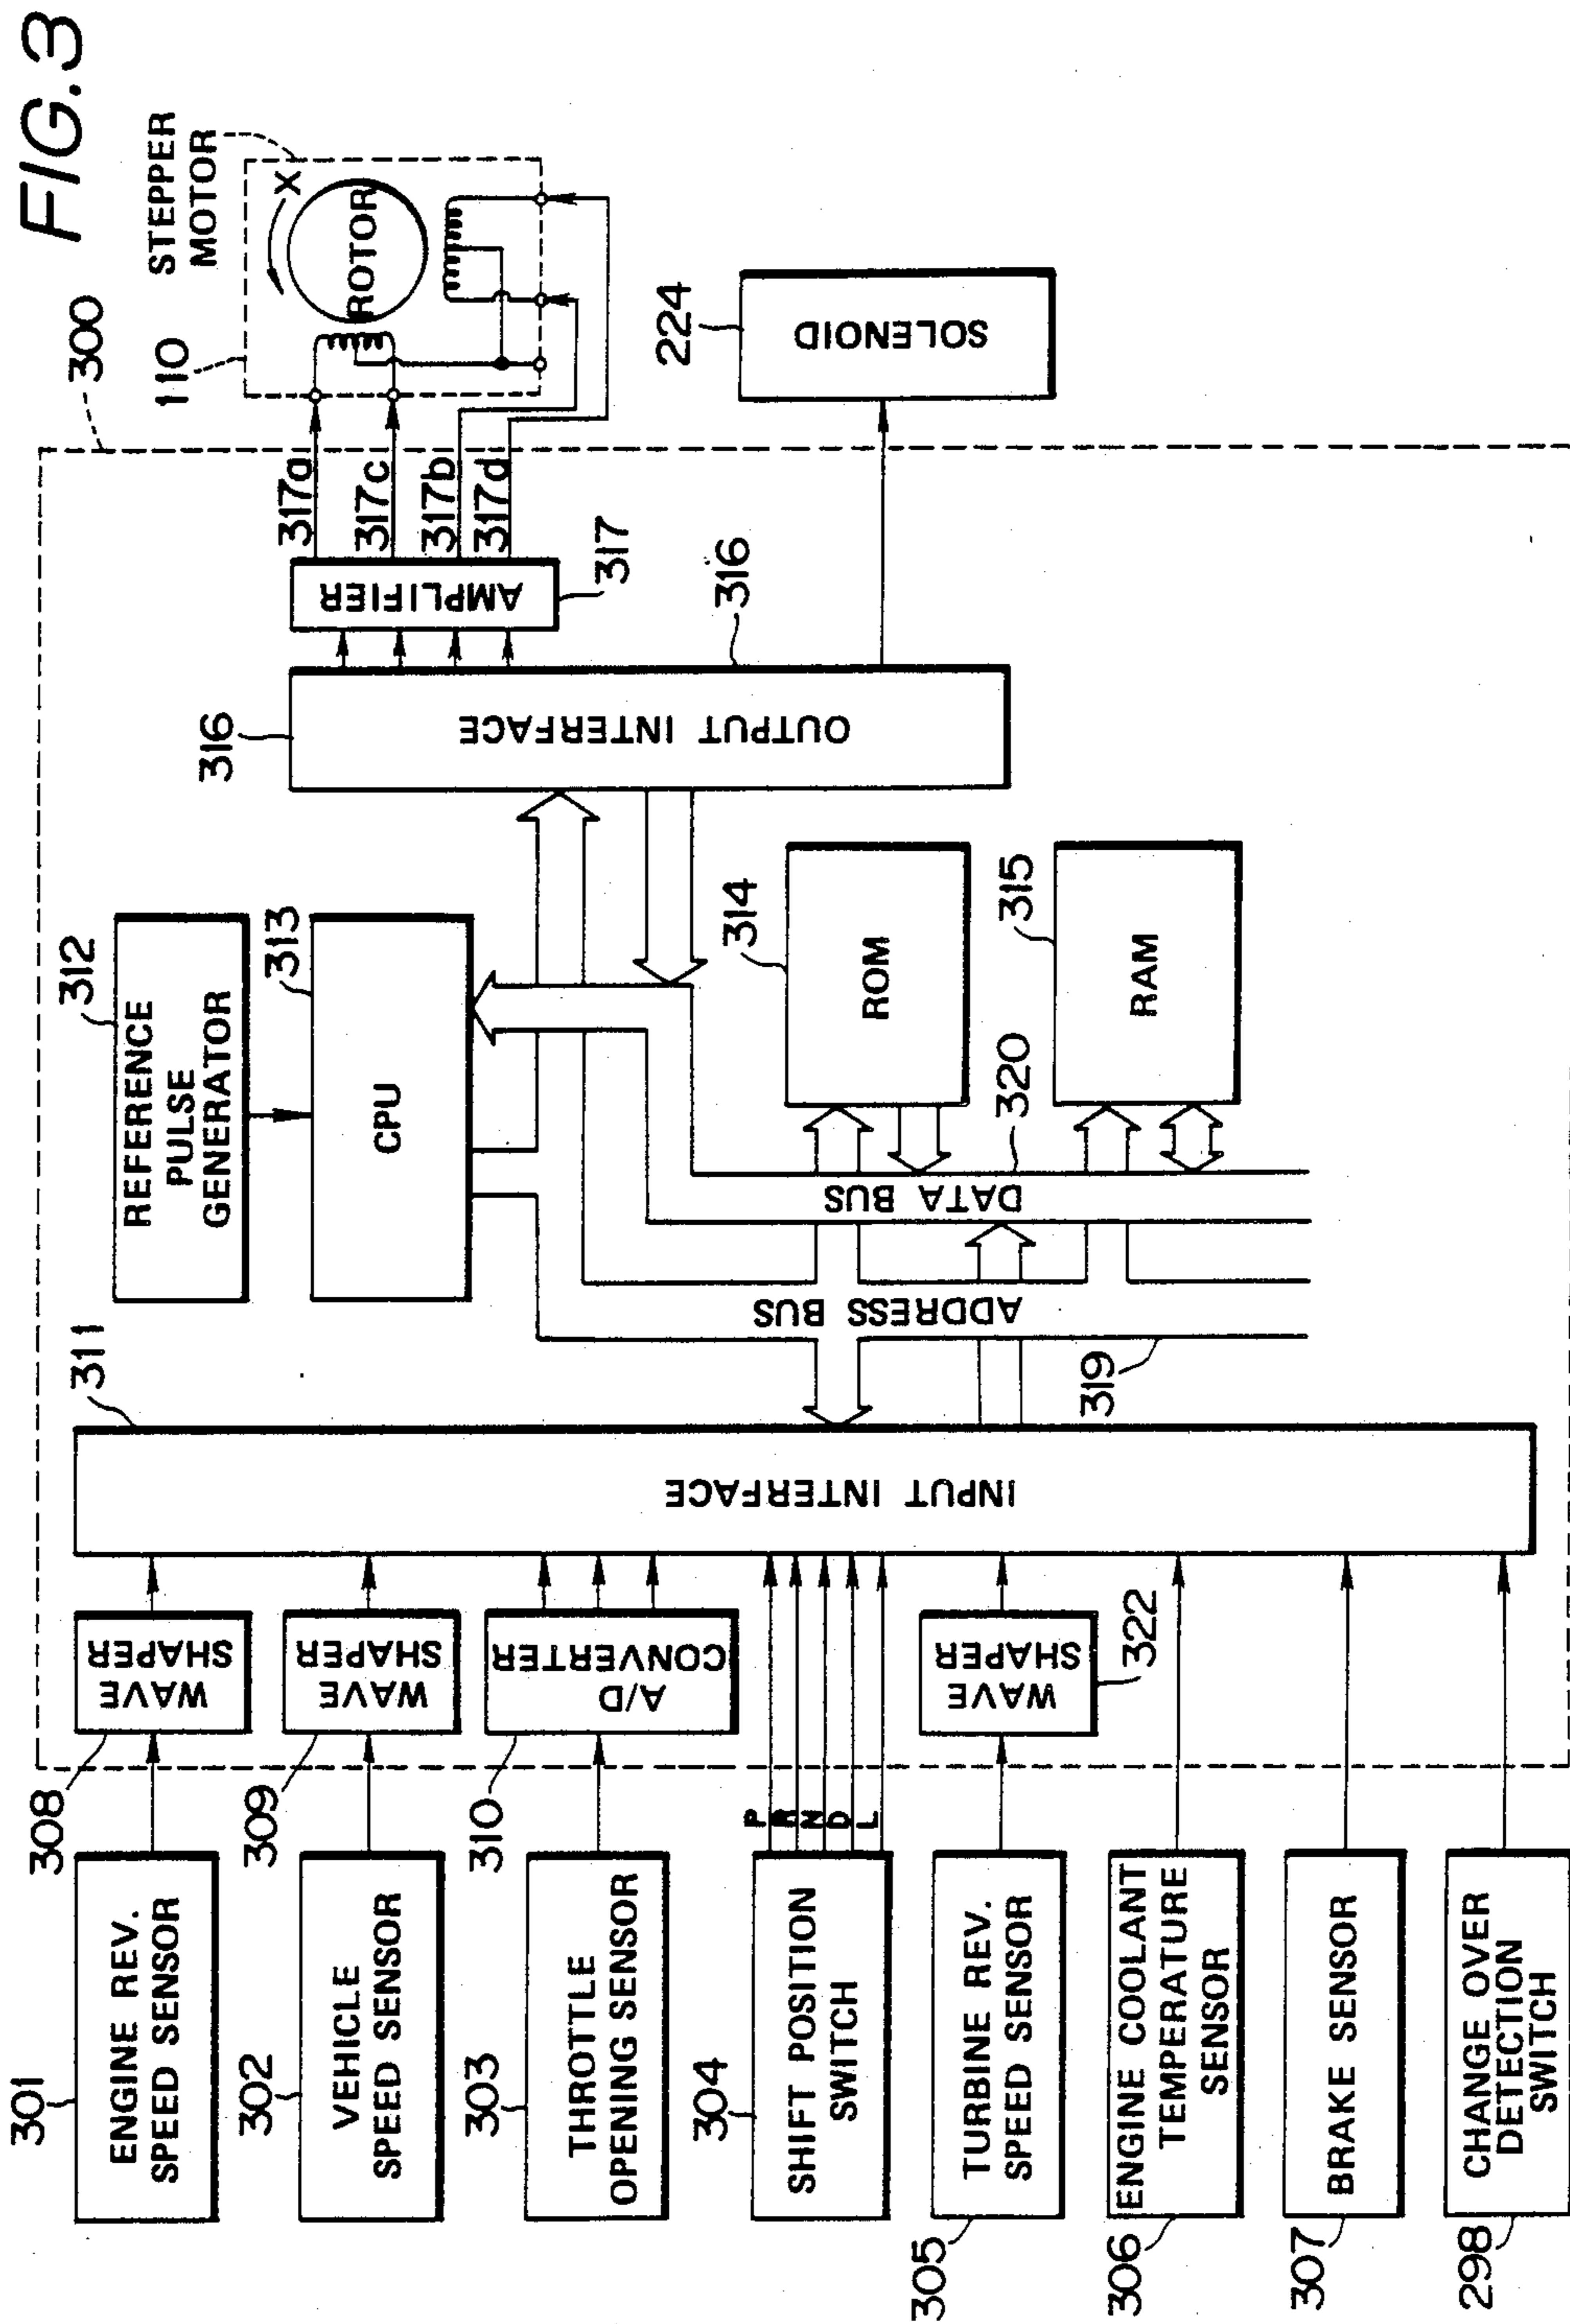 FIG.3
301
ENGINE REV.
SPEED SENSOR
302
VEHICLE
SPEED SENSOR
303
THROTTLE
OPENING SENSOR
304
SHIFT POSITION
SWITCH
305
TURBINE REV.
SPEED SENSOR
306
ENGINE COOLANT
TEMPERATURE
SENSOR
307
BRAKE SENSOR
298
CHANGE OVER
DETECTION
SWITCH
308
WAVE
SHAPER
309
WAVE
SHAPER
310
A/D
CONVERTER
P
R
N
D
L
WAVE
SHAPER
322
311
INPUT INTERFACE
312
REFERENCE
PULSE
GENERATOR
313
CPU
ADDRESS BUS
319
DATA BUS
320
314
ROM
315
RAM
316
OUTPUT INTERFACE
316
AMPLIFIER
317
317a
317c
317b
317d
300
110
STEPPER
MOTOR
X
ROTOR
224
SOLENOID